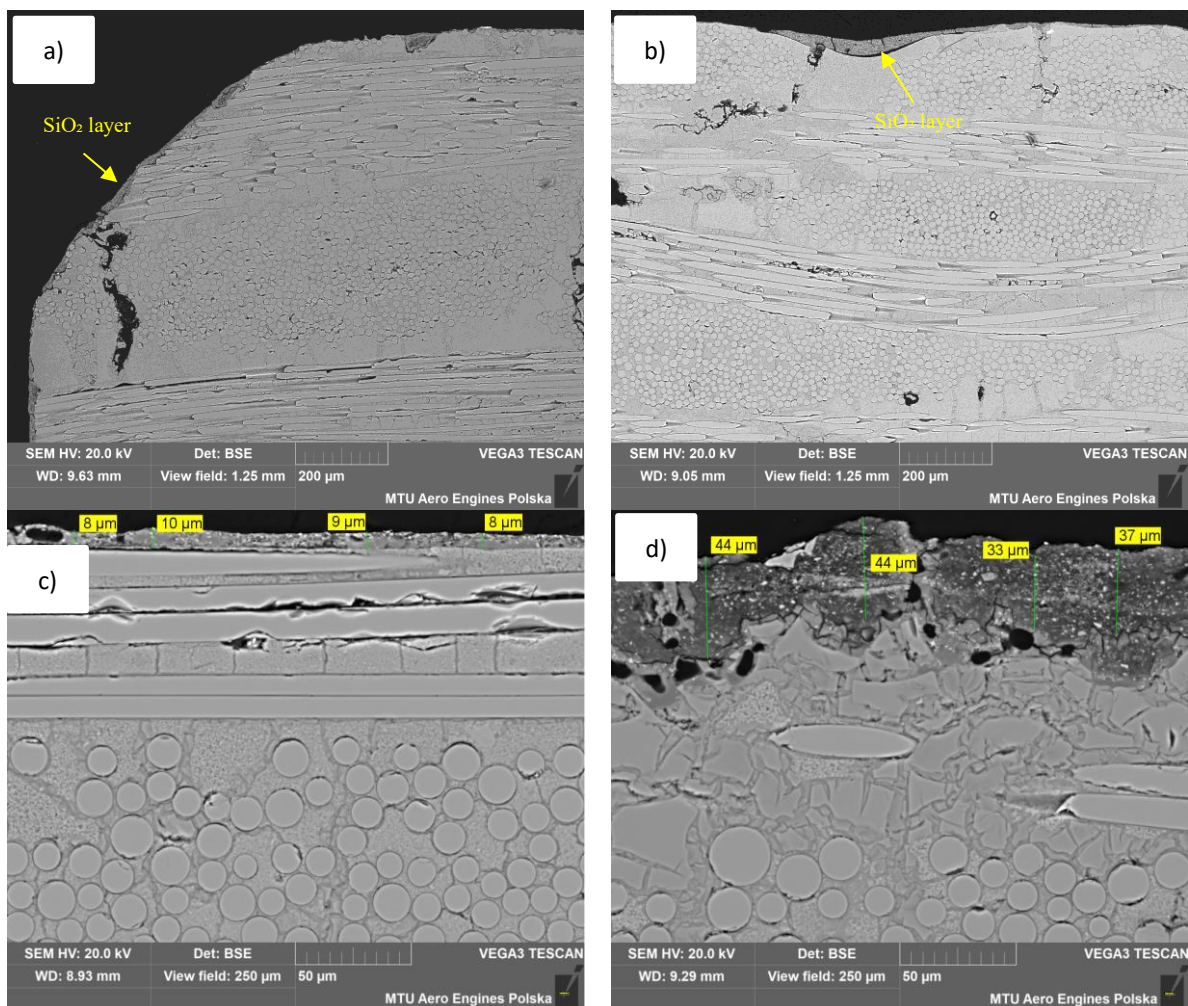 a)
SiO₂ layer
SEM HV: 20.0 kV Det: BSE VEGA3 TESCAN
WD: 9.63 mm View field: 1.25 mm 200 µm
MTU Aero Engines Polska
b)
SiO₂ layer
SEM HV: 20.0 kV Det: BSE VEGA3 TESCAN
WD: 9.05 mm View field: 1.25 mm 200 µm
MTU Aero Engines Polska
c)
8 µm 10 µm 9 µm 8 µm
SEM HV: 20.0 kV Det: BSE VEGA3 TESCAN
WD: 8.93 mm View field: 250 µm 50 µm
MTU Aero Engines Polska
d)
44 µm 44 µm 33 µm 37 µm
SEM HV: 20.0 kV Det: BSE VEGA3 TESCAN
WD: 9.29 mm View field: 250 µm 50 µm
MTU Aero Engines Polska